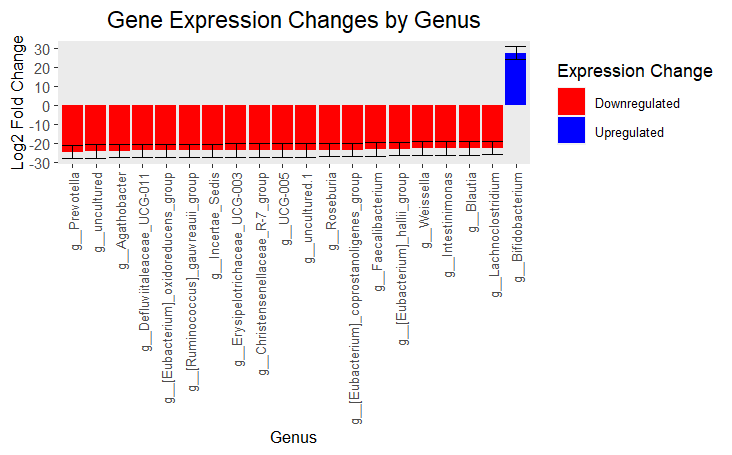 Gene Expression Changes by Genus
Log2 Fold Change
30
20
10
0
-10
-20
-30
g__Prevotella
g__uncultured
g__Agathobacter
g__Defluviitaleaceae_UCG-011
g__[Eubacterium]_oxidoreducens_group
g__[Ruminococcus]_gauvreauii_group
g__Incertae_Sedis
g__Erysipelotrichaceae_UCG-003
g__Christensenellaceae_R-7_group
g__UCG-005
g__uncultured.1
g__Roseburia
g__[Eubacterium]_coprostanoligenes_group
g__Faecalibacterium
g__[Eubacterium]_hallii_group
g__Weissella
g__Intestinimonas
g__Blautia
g__Lachnoclostridium
g__Bifidobacterium
Genus
Expression Change
Downregulated
Upregulated